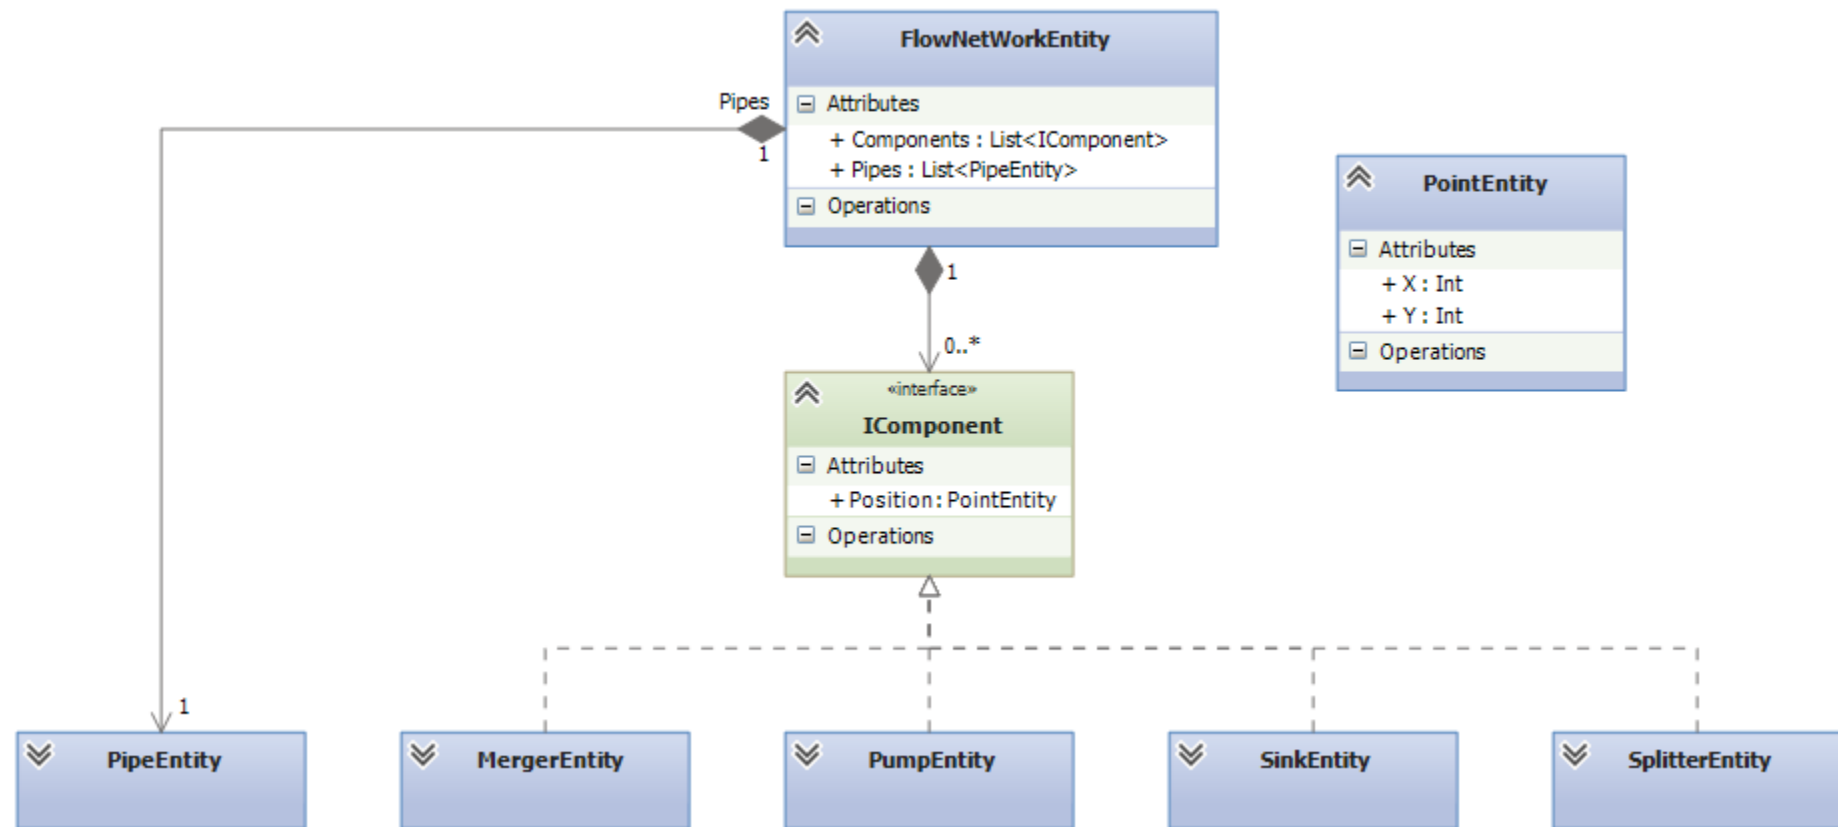 FlowNetWorkEntity
Attributes
+ Components : List<IComponent>
+ Pipes : List<PipeEntity>
Operations
Pipes
1
PointEntity
Attributes
+ X : Int
+ Y : Int
Operations
1
0..*
«interface»
IComponent
Attributes
+ Position : PointEntity
Operations
1
PipeEntity
MergerEntity
PumpEntity
SinkEntity
SplitterEntity